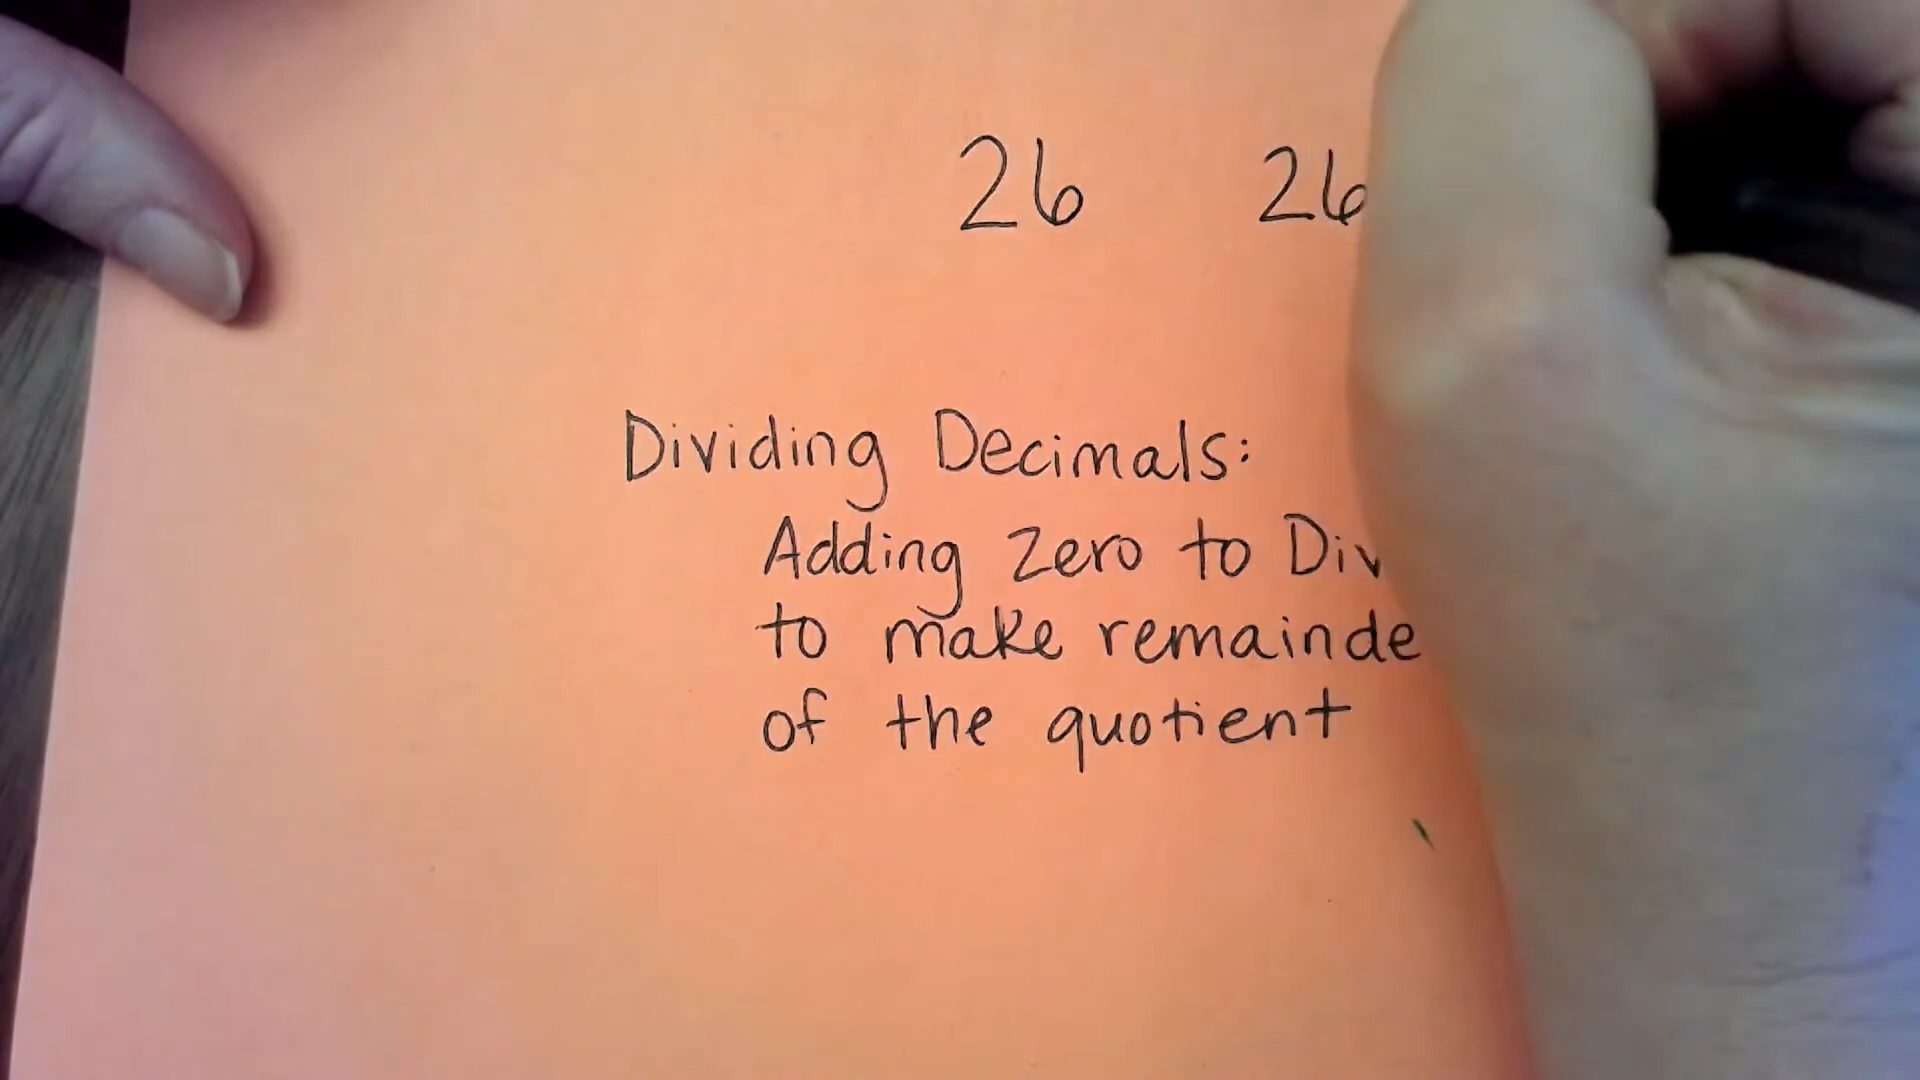 26 26
Dividing Decimals:
Adding Zero to Div
to make remainde
of the quotient